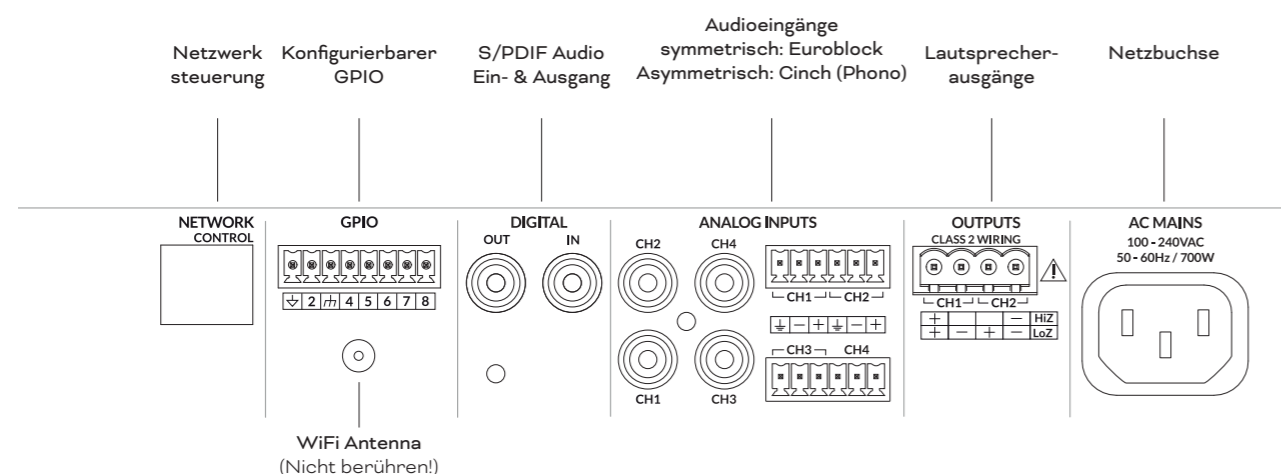 Netzwerk
steuerung
Konfigurierbarer
GPIO
S/PDIF Audio
Ein- & Ausgang
Audioeingänge
symmetrisch: Euroblock
Asymmetrisch: Cinch (Phono)
Lautsprecher-
ausgänge
Netzbuchse
NETWORK
CONTROL
GPIO
2 4 5 6 7 8
DIGITAL
OUT IN
ANALOG INPUTS
CH2 CH4
CH1 CH2
- + - +
CH3 CH4
CH1 CH3
OUTPUTS
CLASS 2 WIRING
CH1 CH2
+ - HiZ
+ - + - LoZ
AC MAINS
100 - 240VAC
50 - 60Hz / 700W
WiFi Antenna
(Nicht berühren!)